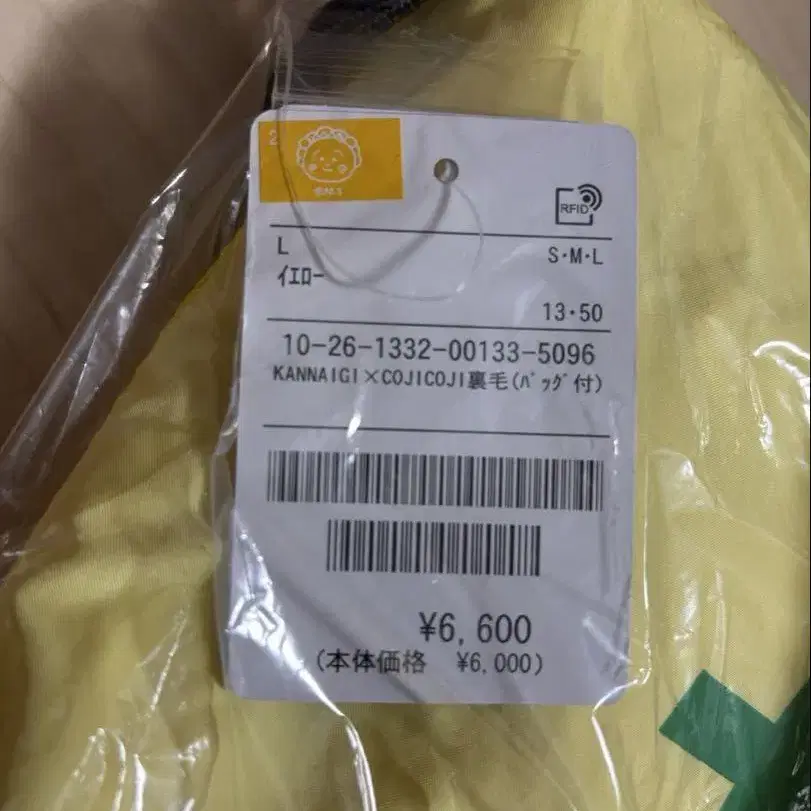 RFID
L
S・M・L
イエロー
13・50
10-26-1332-00133-5096
KANNAIGI×COJICOJI裏毛(バッグ付)
¥6,600
(本体価格 ¥6,000)